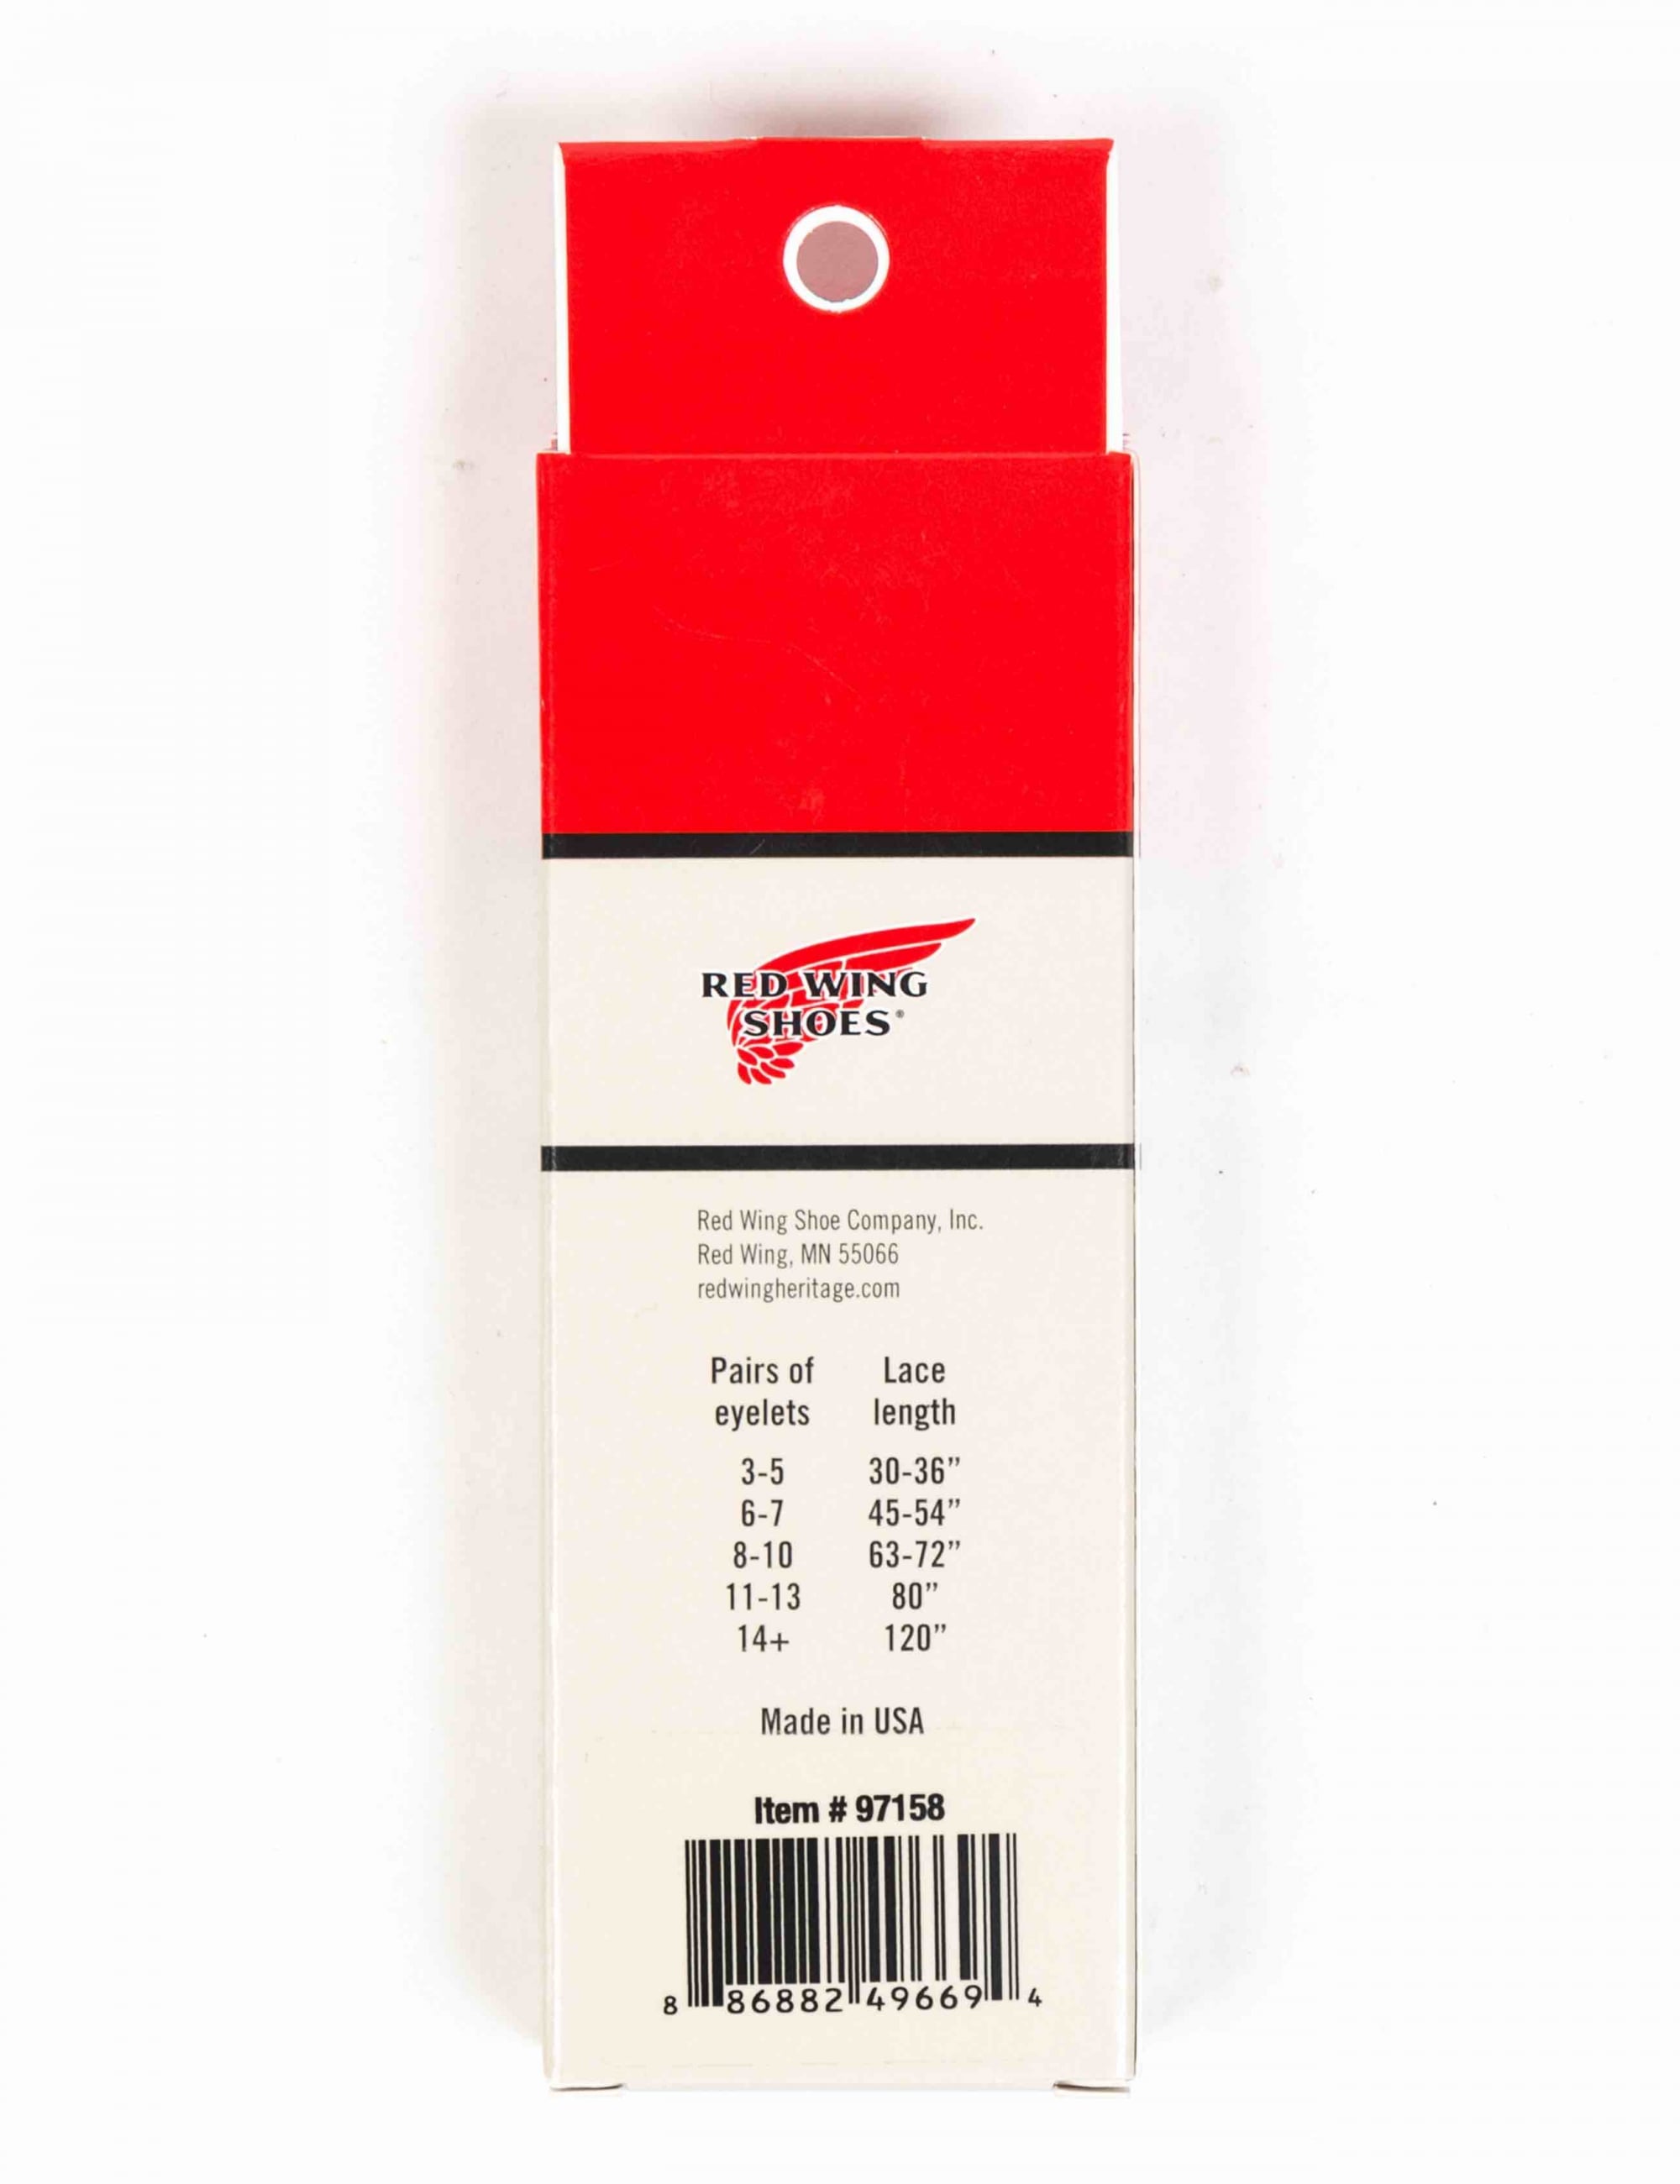 RED WING
SHOES®
Red Wing Shoe Company, Inc.
Red Wing, MN 55066
redwingheritage.com
Pairs of eyelets Lace length
3-5 30-36”
6-7 45-54”
8-10 63-72”
11-13 80”
14+ 120”
Made in USA
Item # 97158
8 86882 49669 4